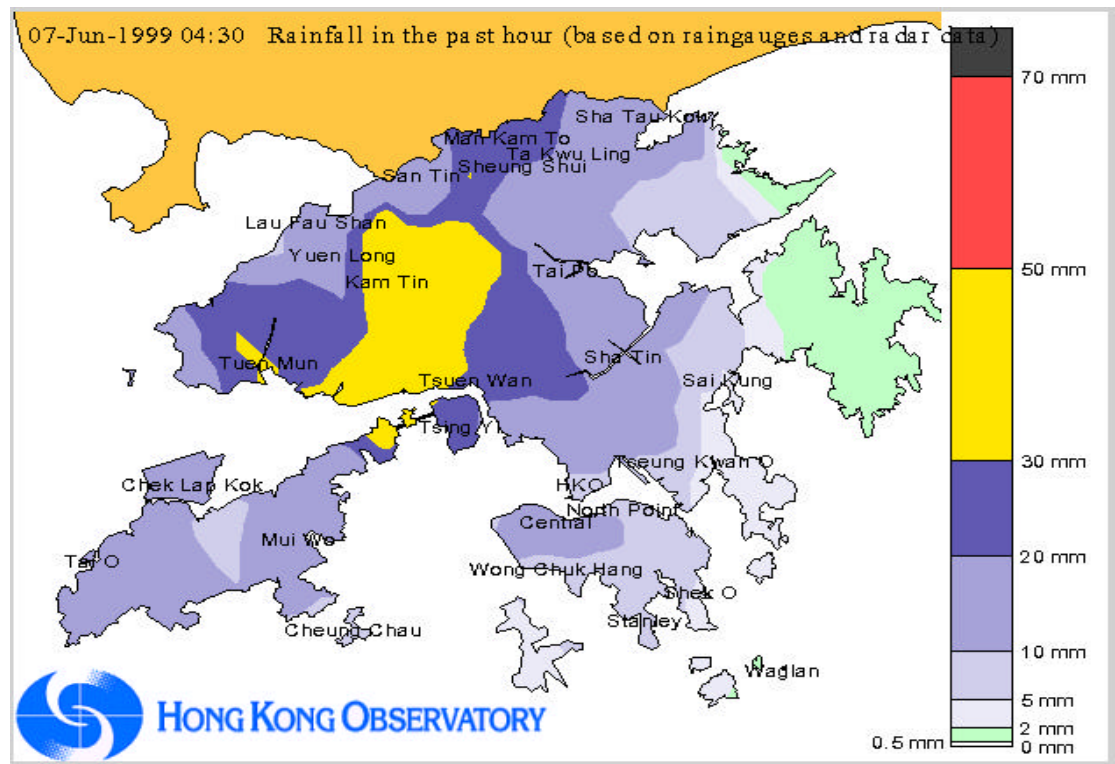 07-Jun-1999 04:30 Rainfall in the past hour (based on raingauges and radar data)
70 mm
Sha Tau Kok
Man Kam To
Ta Kwu Ling
Sheung Shui
San Tin
Lau Fau Shan
Yuen Long
50 mm
Tai Po
Kam Tin
Sha Tin
Tuen Mun
Tsuen Wan
Sai Kung
Tsing Yi
Tseung Kwan O
30 mm
Chek Lap Kok
HKO
North Point
Central
Mui Wo
20 mm
Tai O
Wong Chuk Hang
Shek O
Stanley
Cheung Chau
10 mm
Waglan
5 mm
HONG KONG OBSERVATORY
2 mm
0.5 mm
0 mm